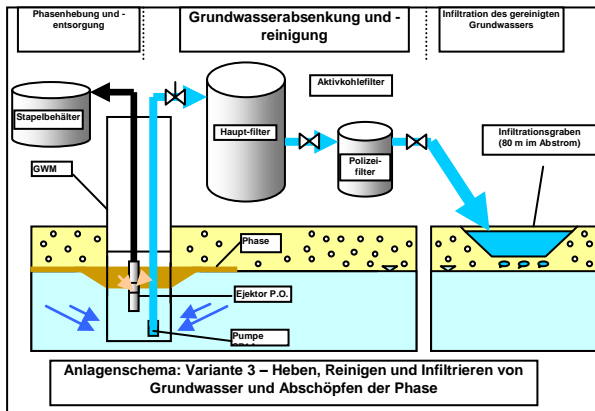 Phasenhebung und -
entsorgung
Grundwasserabsenkung und -
reinigung
Infiltration des gereinigten
Grundwassers
Stapelbehälter
Haupt-filter
Aktivkohlefilter
Polizei-
filter
Infiltrationsgraben
(80 m im Abstrom)
GWM
Phase
Ejektor P.O.
Pumpe
Anlagenschema: Variante 3 – Heben, Reinigen und Infiltrieren von
Grundwasser und Abschöpfen der Phase